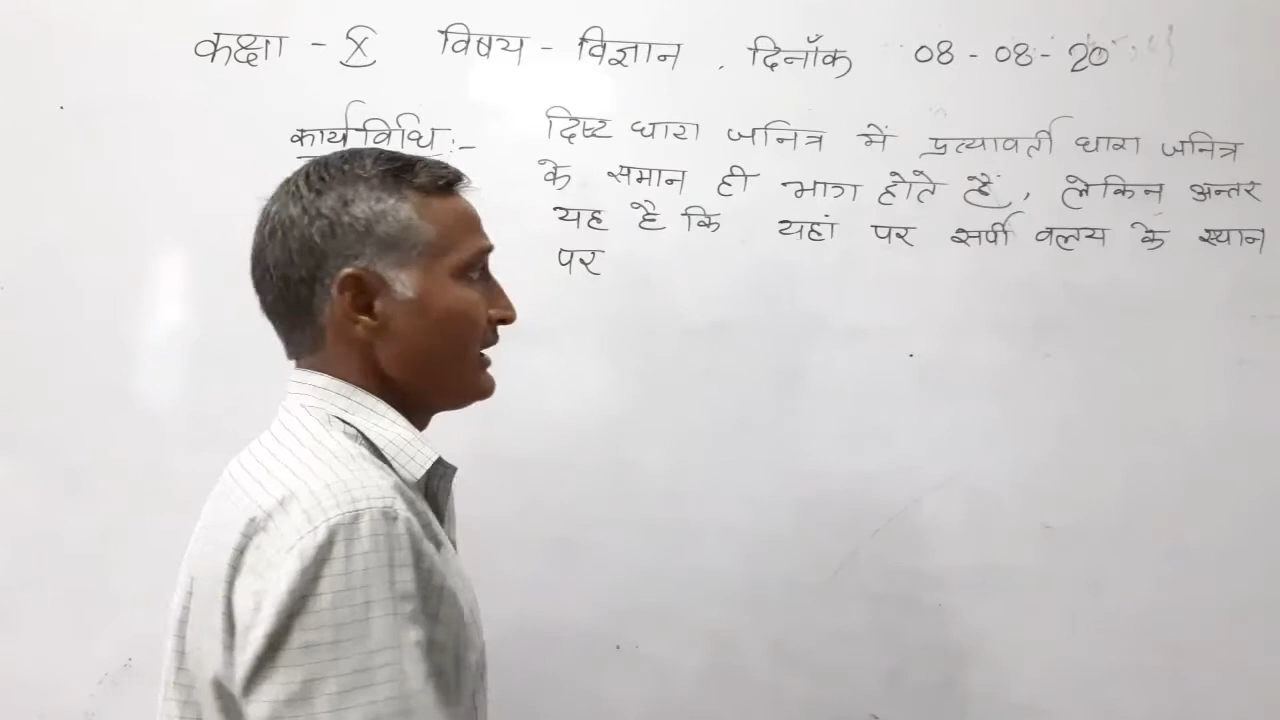 कक्षा - X विषय - विज्ञान , दिनाँक 08 - 08 - 20
कार्यविधि :- दिष्ट धारा जनित्र में प्रत्यावर्ती धारा जनित्र
के समान ही भाग होते हैं, लेकिन अन्तर
यह है कि यहां पर सर्पी वलय के स्थान
पर